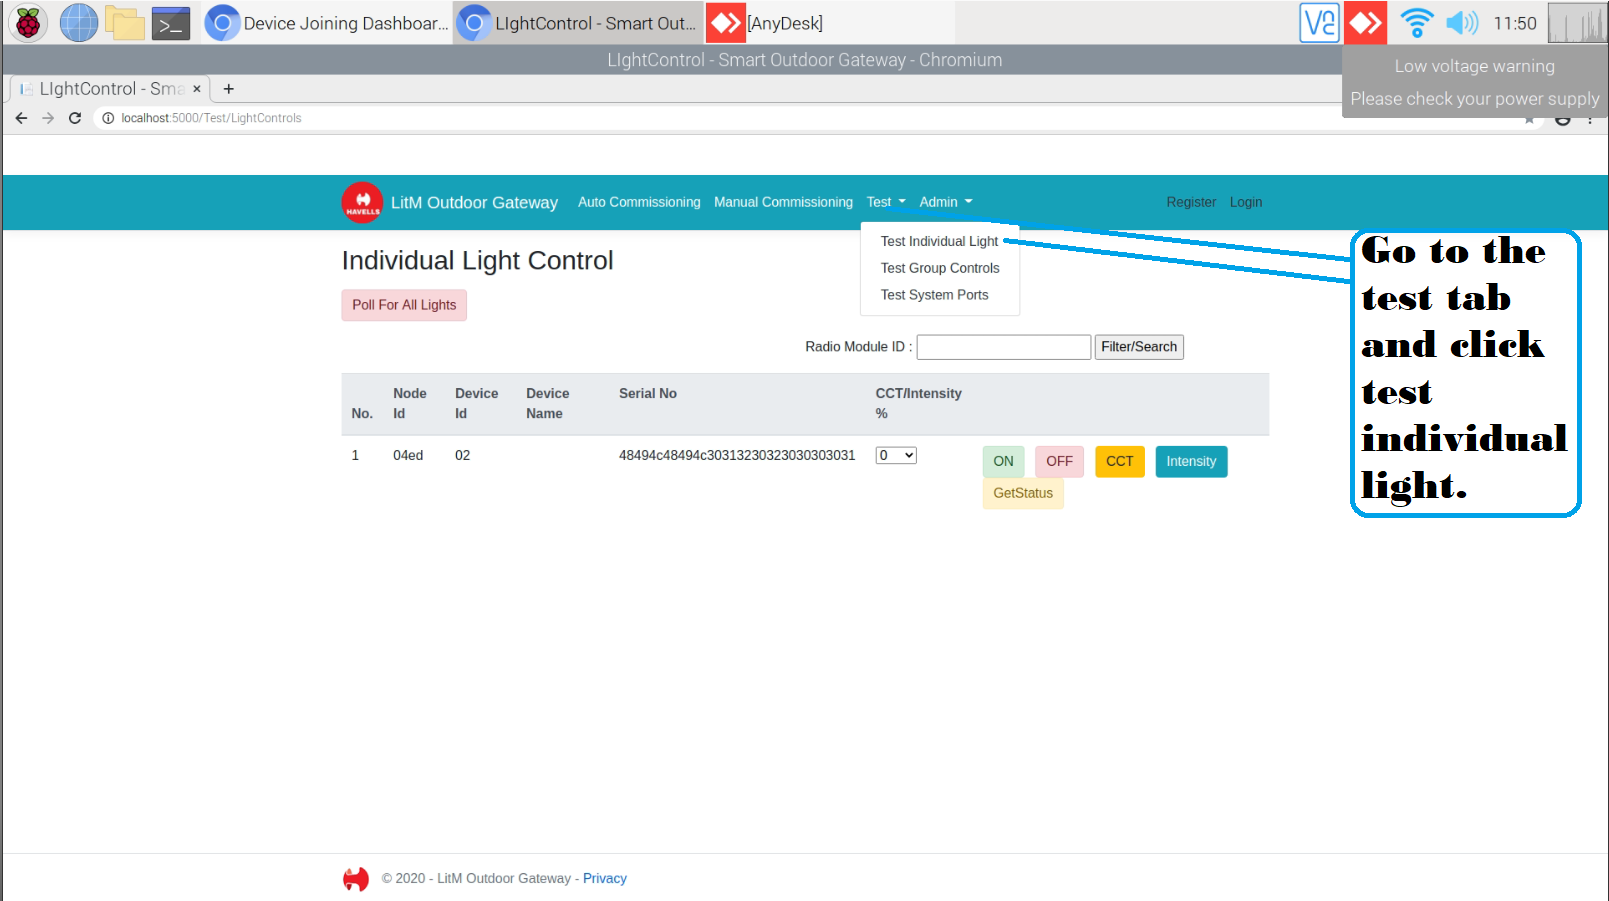 Device Joining Dashboar...
LIghtControl - Smart Out...
[AnyDesk]
11:50
LIghtControl - Smart Outdoor Gateway - Chromium
Low voltage warning
Please check your power supply
LIghtControl - Sma
localhost:5000/Test/LightControls
HAVELLS
LitM Outdoor Gateway
Auto Commissioning
Manual Commissioning
Test
Admin
Register
Login
Test Individual Light
Test Group Controls
Test System Ports
Individual Light Control
Poll For All Lights
Radio Module ID :
Filter/Search
No.
Node Id
Device Id
Device Name
Serial No
CCT/Intensity %
1
04ed
02
48494c48494c30313230323030303031
0
ON
OFF
CCT
Intensity
GetStatus
Go to the
test tab
and click
test
individual
light.
© 2020 - LitM Outdoor Gateway - Privacy